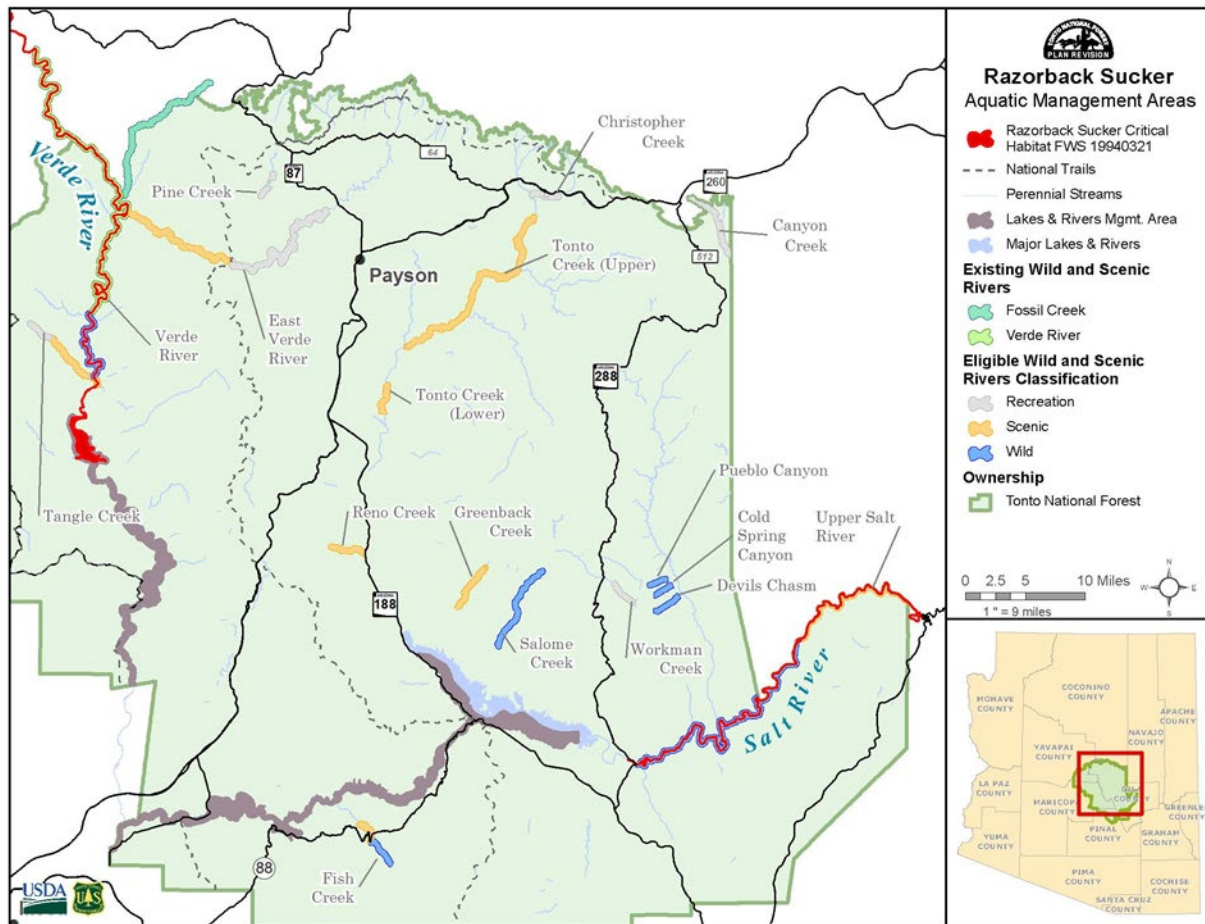 Verde River
Pine Creek
87
64
Christopher
Creek
260
Canyon
Creek
512
Payson
Tonto
Creek (Upper)
Verde
River
East
Verde
River
Tonto Creek
(Lower)
288
Tangle Creek
Reno Creek
Greenback
Creek
Pueblo Canyon
Cold
Spring
Canyon
Devils Chasm
Upper Salt
River
188
Salome
Creek
Workman
Creek
Salt River
88
Fish
Creek
USDA
TONTO NATIONAL FOREST
PLAN REVISION
Razorback Sucker
Aquatic Management Areas
Razorback Sucker Critical
Habitat FWS 19940321
National Trails
Perennial Streams
Lakes & Rivers Mgmt. Area
Major Lakes & Rivers
Existing Wild and Scenic
Rivers
Fossil Creek
Verde River
Eligible Wild and Scenic
Rivers Classification
Recreation
Scenic
Wild
Ownership
Tonto National Forest
0 2.5 5 10 Miles
1 " = 9 miles
N
W E
S
MOHAVE
COUNTY
COCONINO
COUNTY
APACHE
COUNTY
NAVAJO
COUNTY
YAVAPAI
COUNTY
LA PAZ
COUNTY
MARICOPA
COUNTY
GREENLEE
COUNTY
GRAHAM
COUNTY
PINAL
COUNTY
YUMA
COUNTY
PIMA
COUNTY
COCHISE
COUNTY
SANTA CRUZ
COUNTY